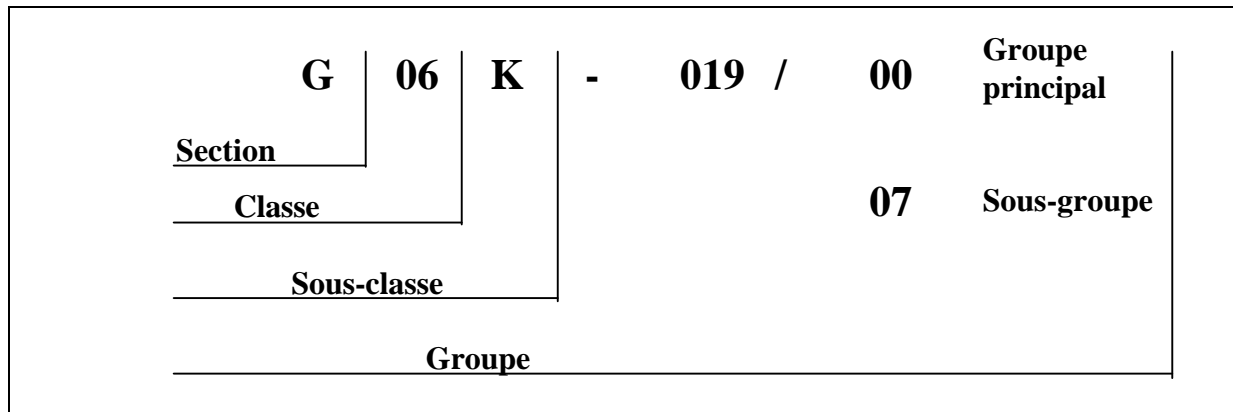 G 06 K - 019 / 00 Groupe principal
Section
Classe 07 Sous-groupe
Sous-classe
Groupe